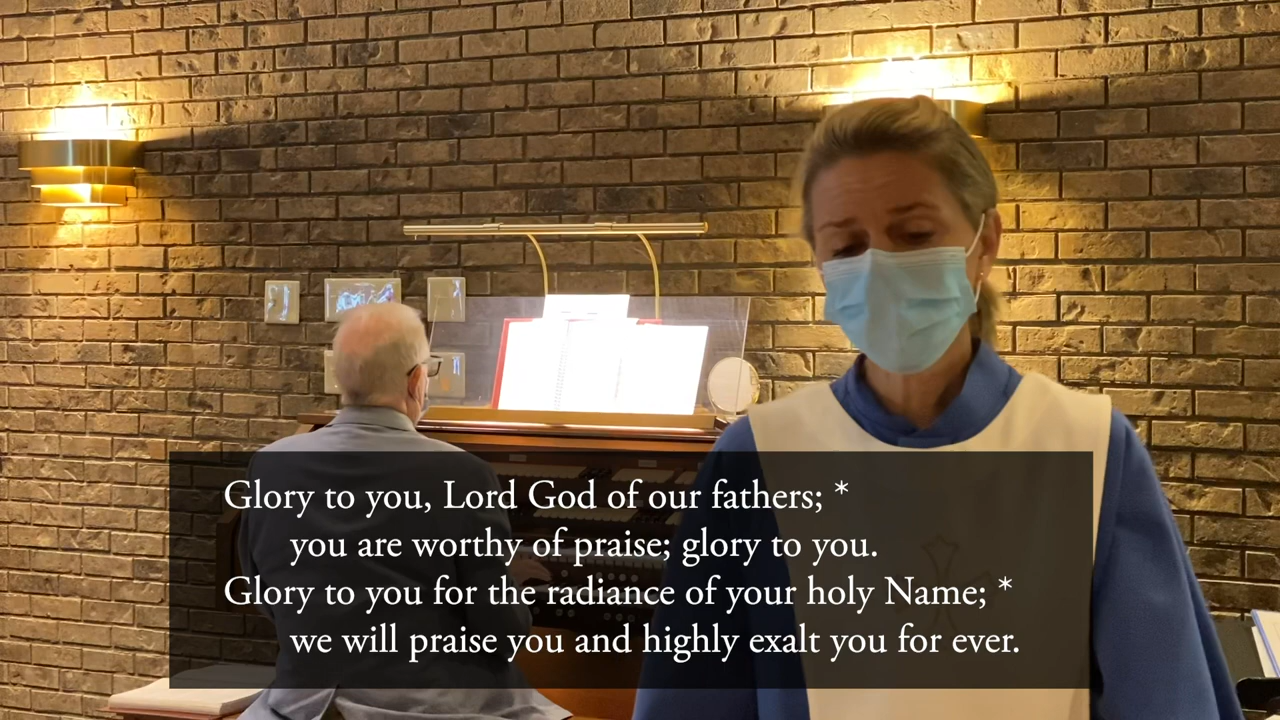 Glory to you, Lord God of our fathers; *
you are worthy of praise; glory to you.
Glory to you for the radiance of your holy Name; *
we will praise you and highly exalt you for ever.